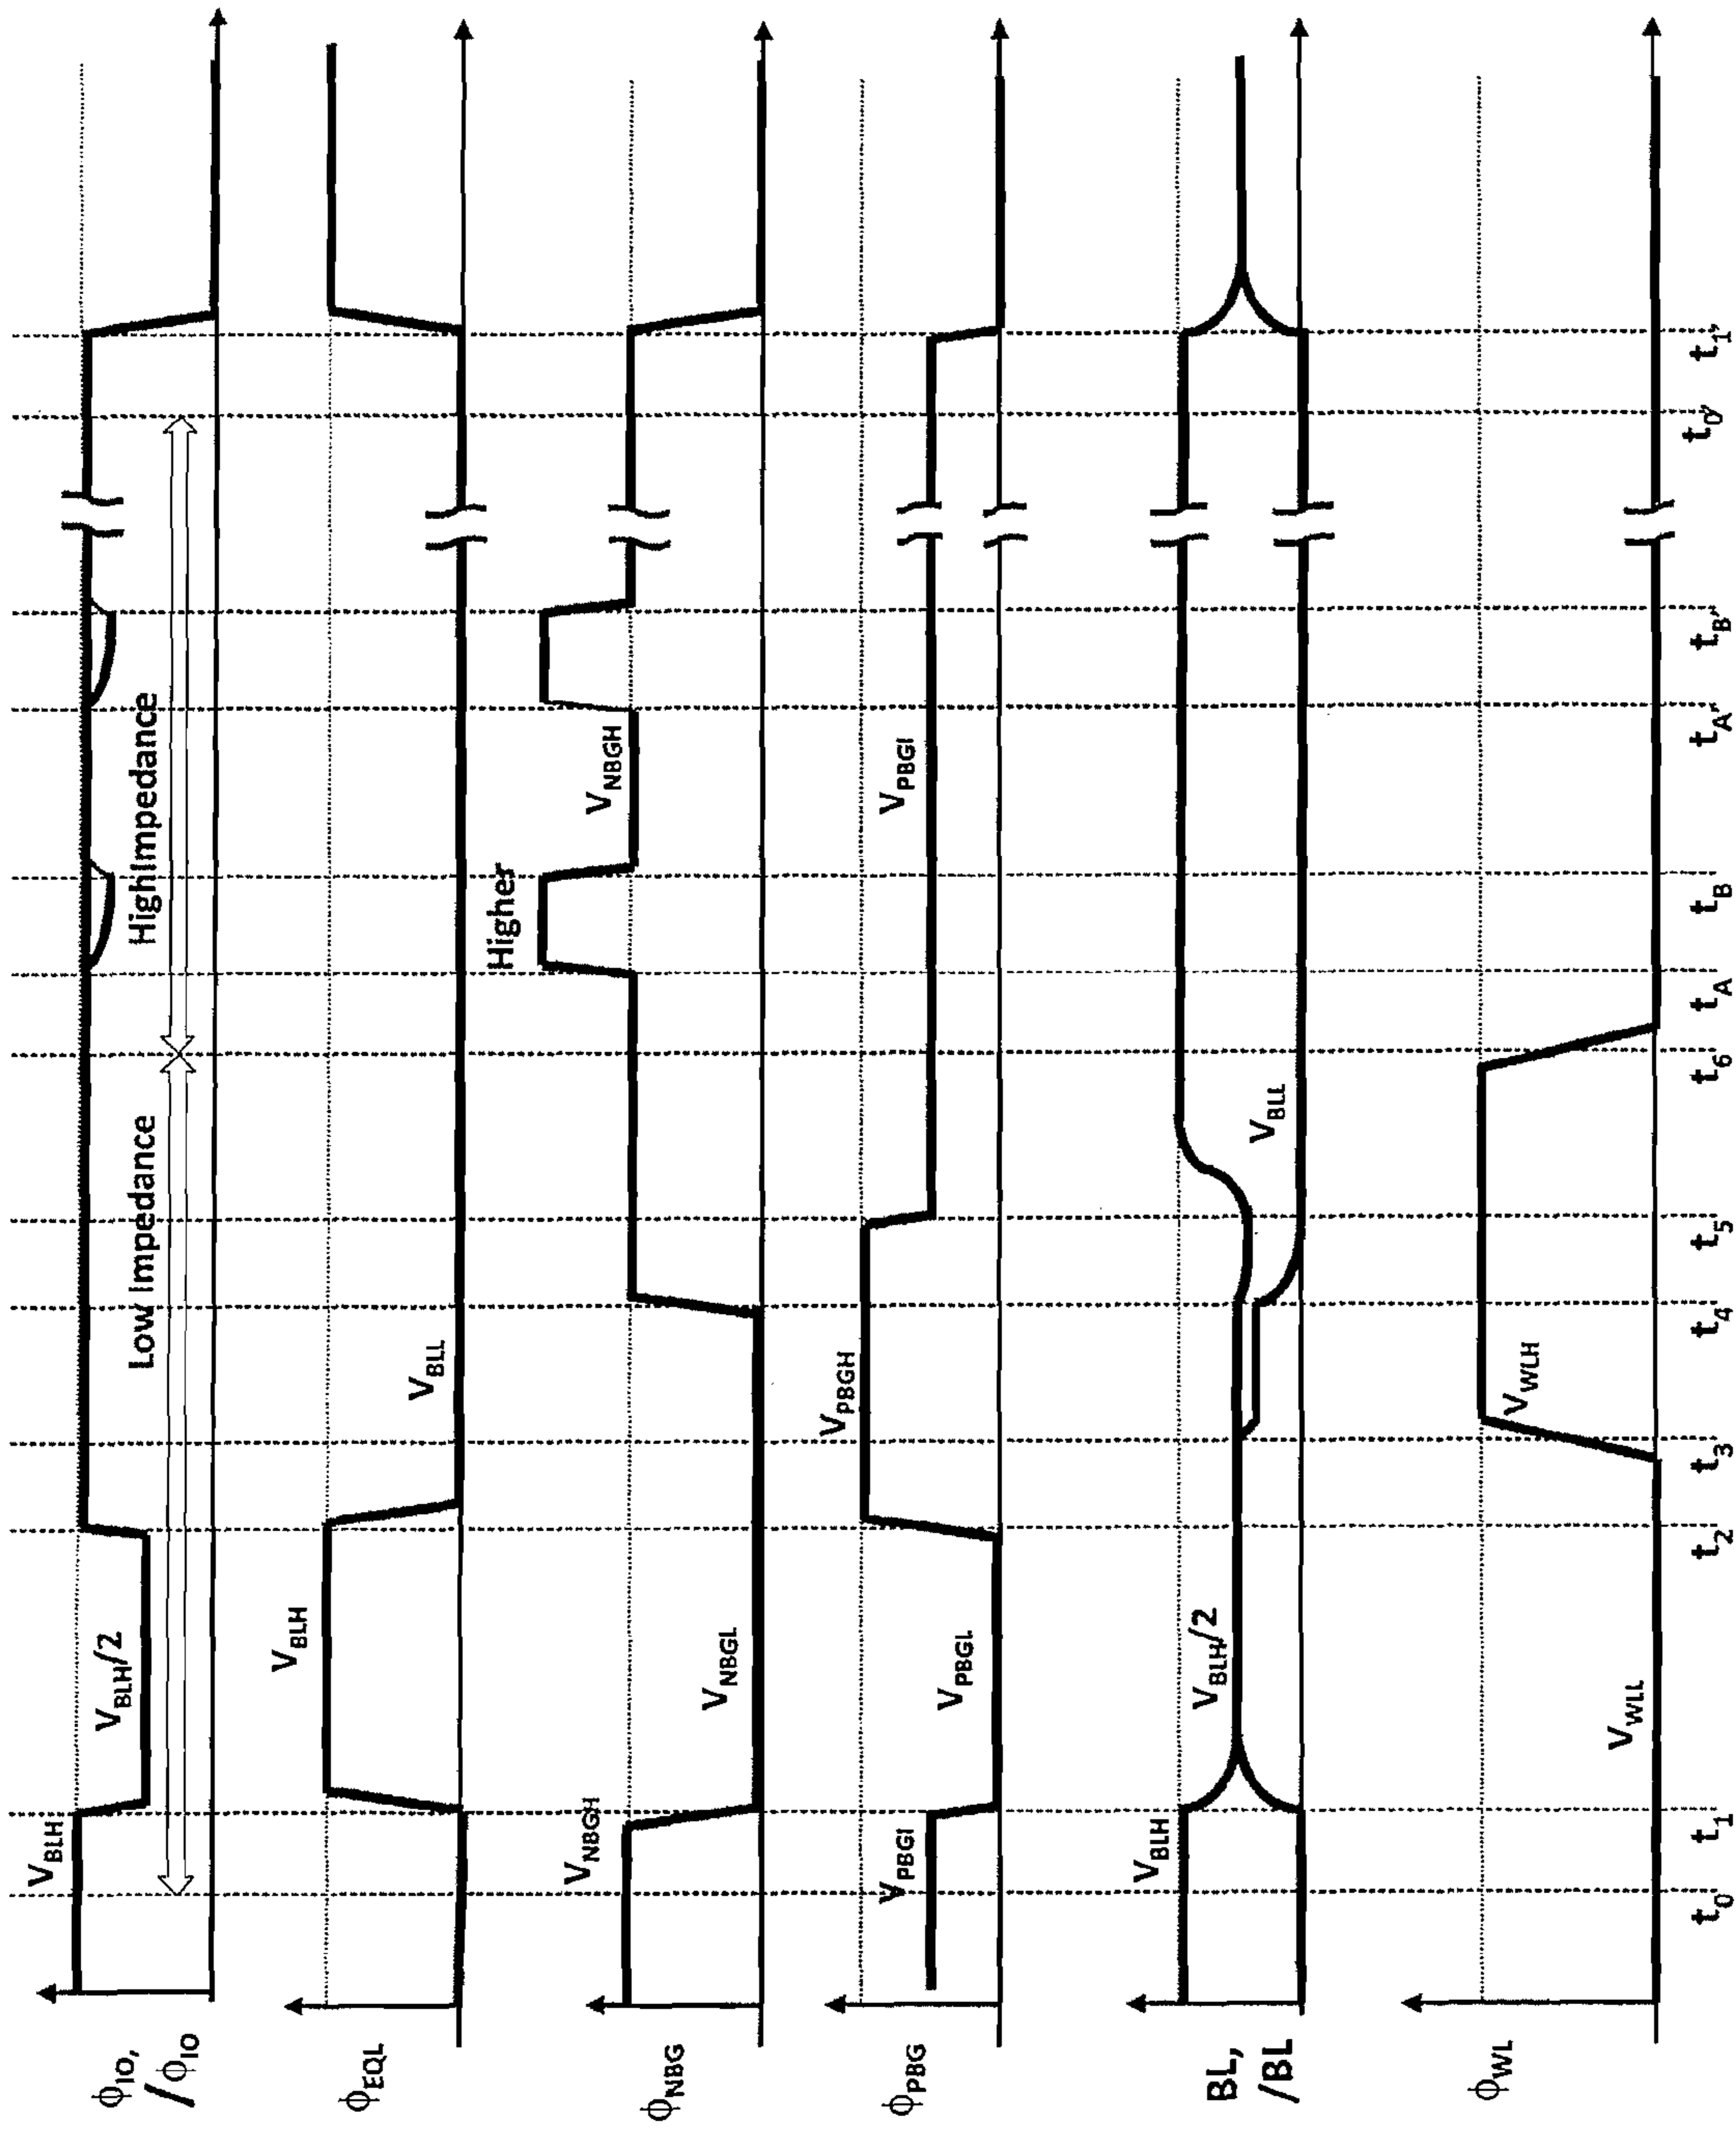 ϕIO,
/ϕIO
VBLH
VBLH/2
Low Impedance
HighImpedance
ϕEQL
VBLH
VBLL
ϕNBG
VNBGH
VNBGL
Higher
VNBGH
ϕPBG
VPBGI
VPBGL
VPBGH
VPBGI
BL,
/BL
VBLH
VBLH/2
VBLL
ϕWL
VWLL
VWLH
t0 t1 t2 t3 t4 t5 t6 tA tB tA' tB' t0' t1'